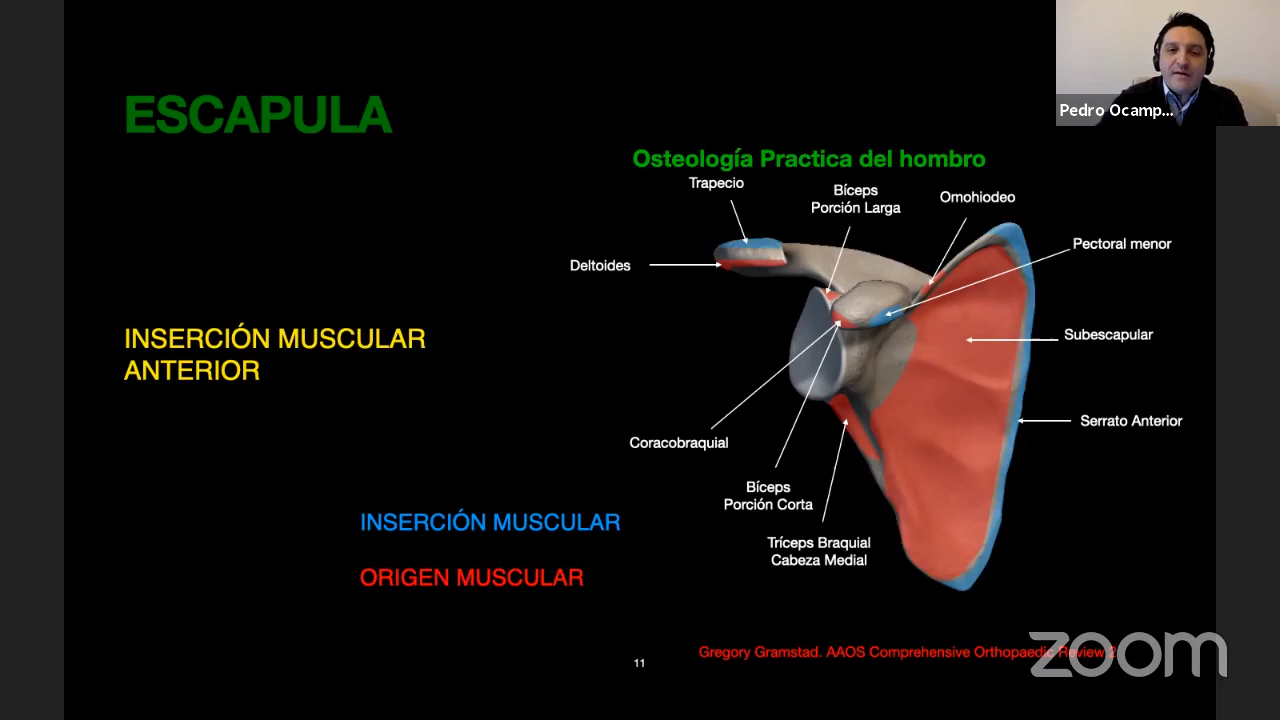 Pedro Ocamp...
ESCAPULA
Osteología Practica del hombro
Trapecio
Bíceps
Porción Larga
Omohiodeo
Pectoral menor
Deltoides
Subescapular
INSERCIÓN MUSCULAR
ANTERIOR
Serrato Anterior
Coracobraquial
Bíceps
Porción Corta
INSERCIÓN MUSCULAR
Tríceps Braquial
Cabeza Medial
ORIGEN MUSCULAR
Gregory Gramstad. AAOS Comprehensive Orthopaedic Review 2
11
zoom